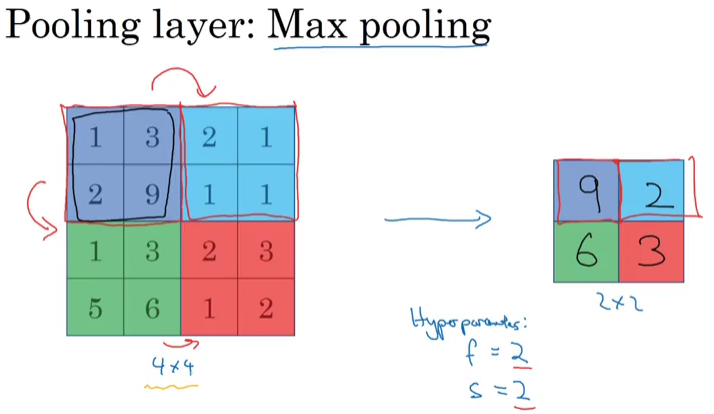 Pooling layer: Max pooling
1 3 2 1
2 9 1 1
1 3 2 3
5 6 1 2
4×4
9 2
6 3
2×2
Hyperparameters:
f = 2
s = 2